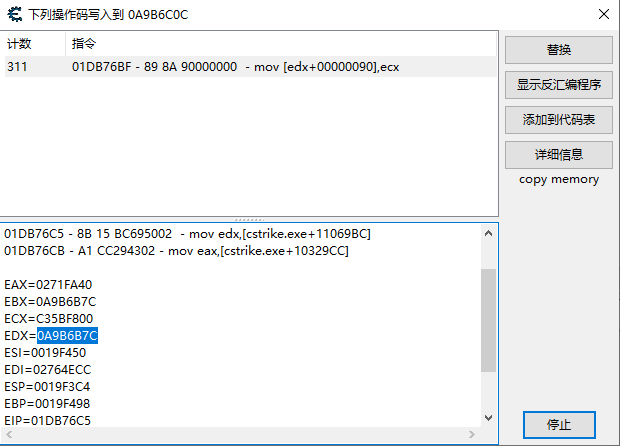 下列操作码写入到 0A9B6C0C
计数 指令
311 01DB76BF - 89 8A 90000000 - mov [edx+00000090],ecx
替换
显示反汇编程序
添加到代码表
详细信息
copy memory
01DB76C5 - 8B 15 BC695002 - mov edx,[cstrike.exe+11069BC]
01DB76CB - A1 CC294302 - mov eax,[cstrike.exe+10329CC]
EAX=0271FA40
EBX=0A9B6B7C
ECX=C35BF800
EDX=0A9B6B7C
ESI=0019F450
EDI=02764ECC
ESP=0019F3C4
EBP=0019F498
EIP=01DB76C5
停止